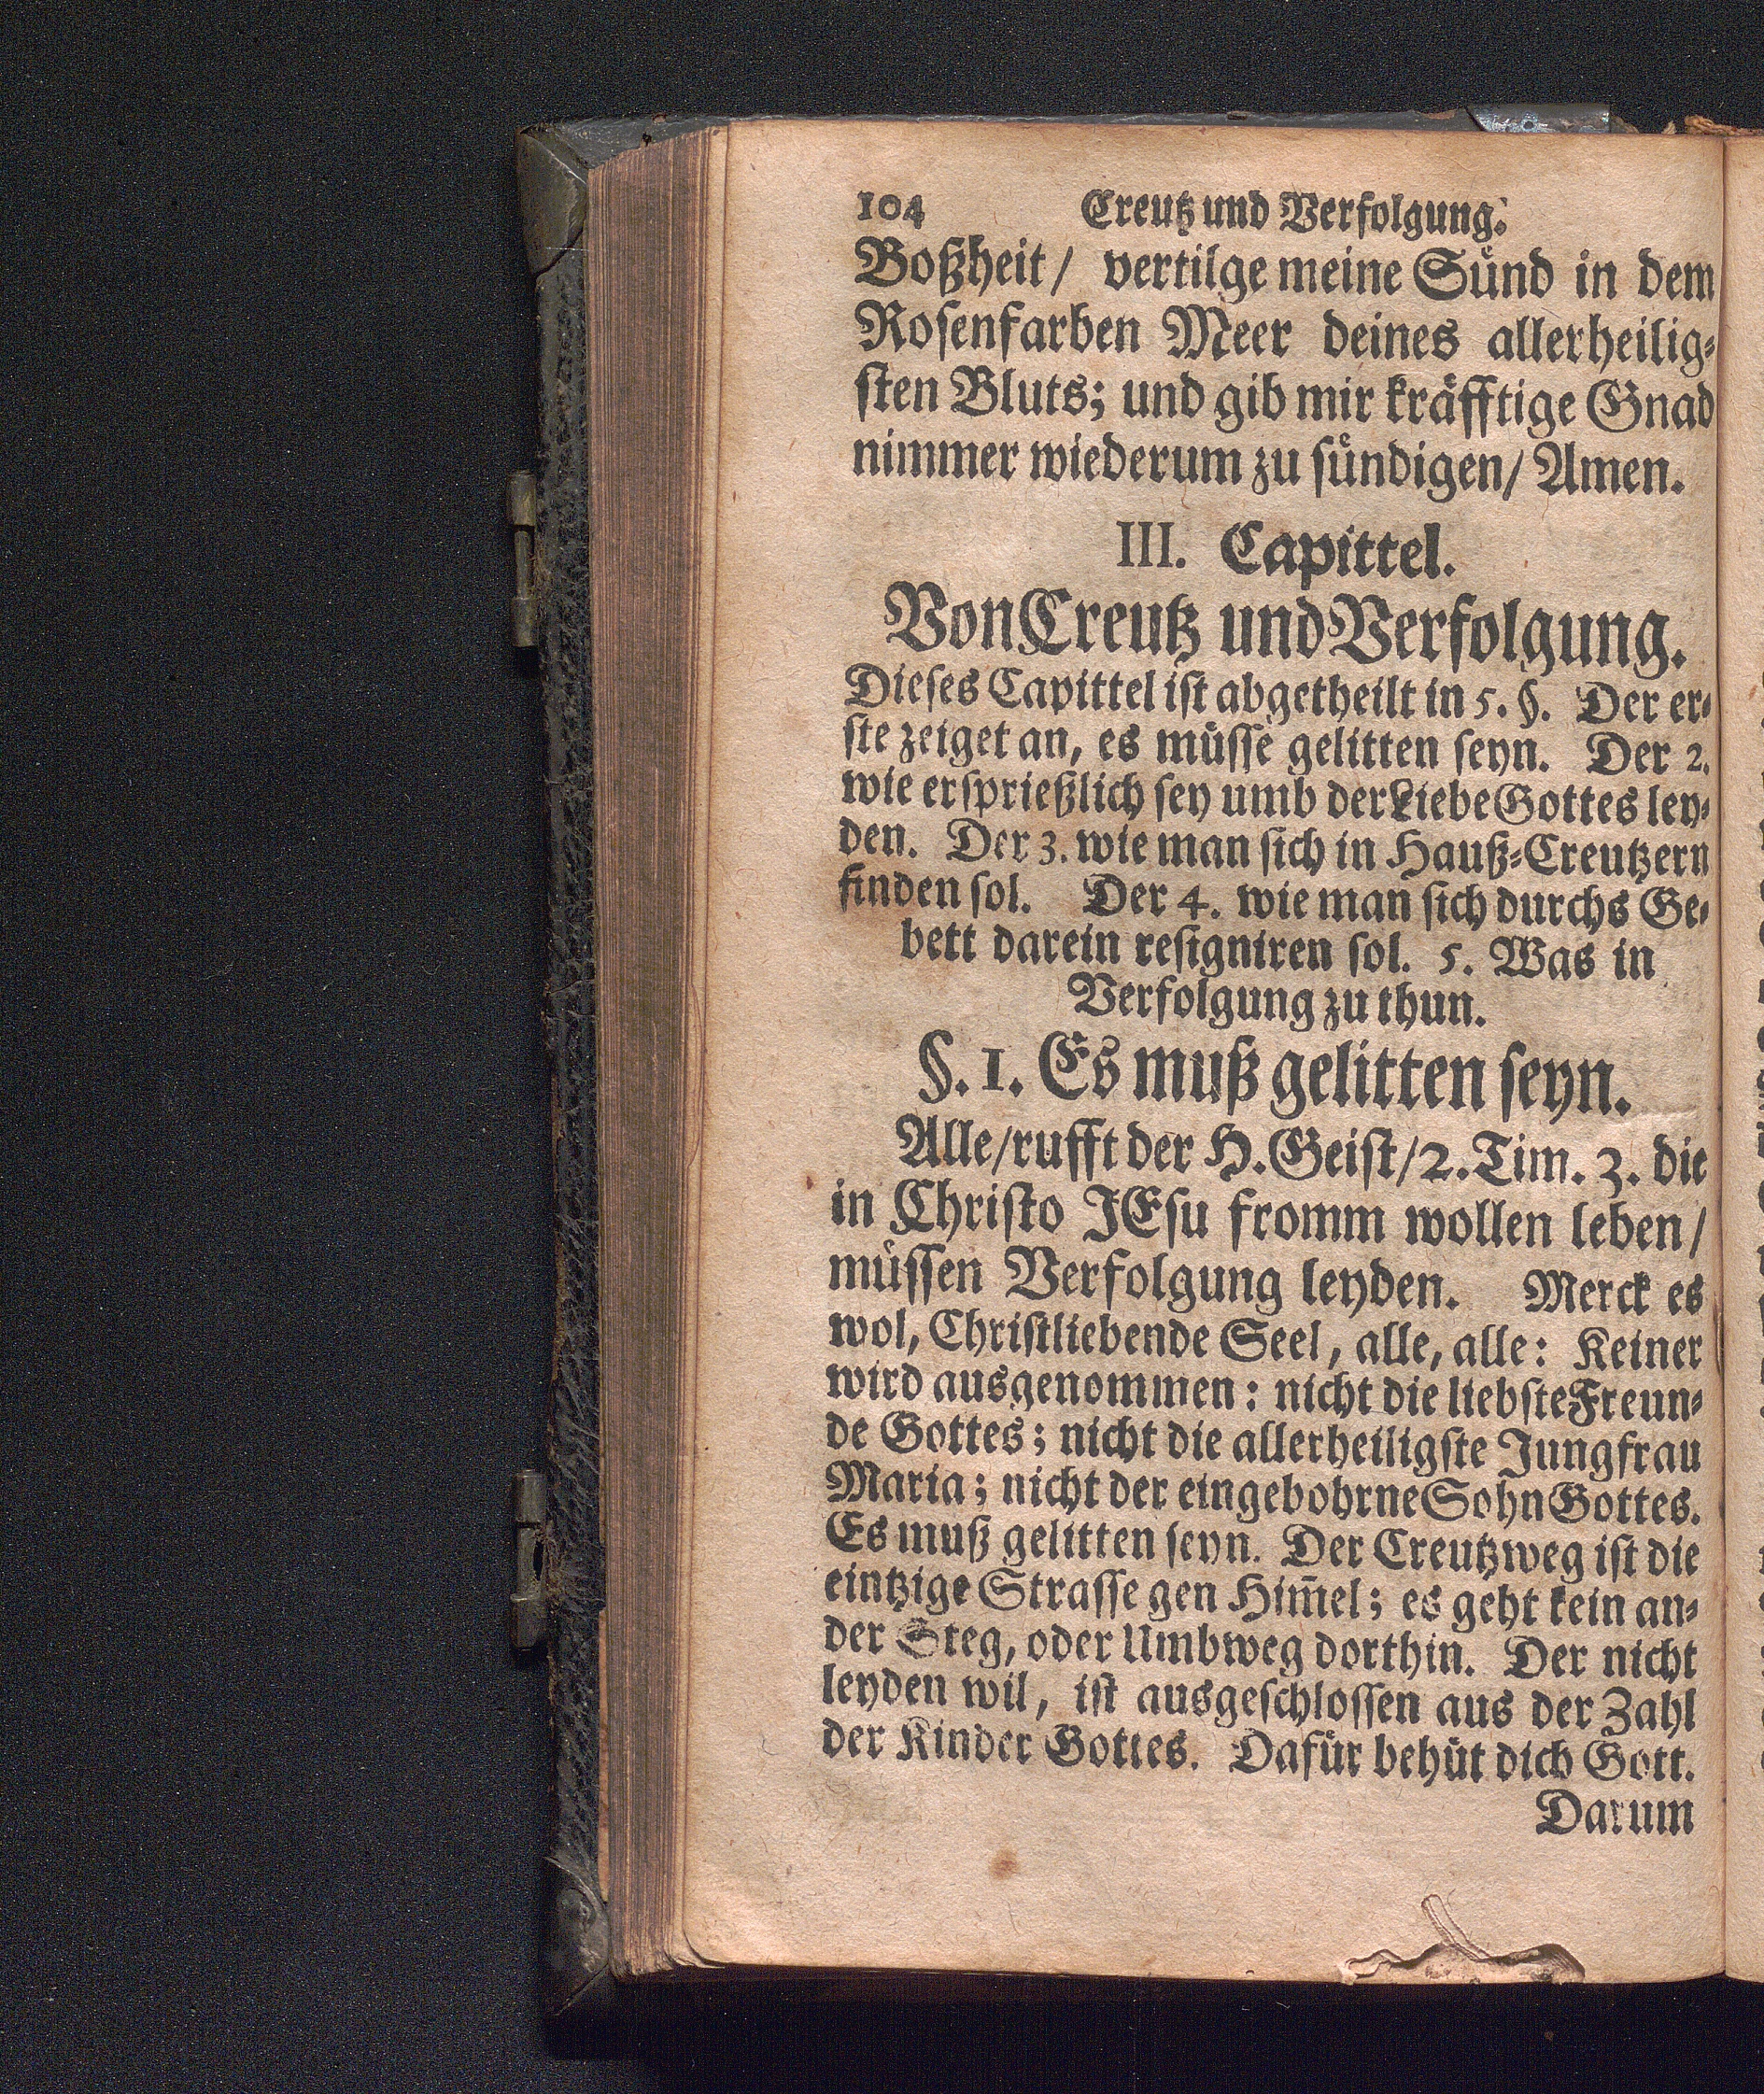 104 Creutz und Verfolgung.
Boßheit/ vertilge meine Sünd in dem
Rosenfarben Meer deines allerheilig-
sten Bluts; und gib mir kräfftige Gnad
nimmer wiederum zu sündigen/ Amen.
III. Capittel.
Von Creutz und Verfolgung.
Dieses Capittel ist abgetheilt in 5. §. Der er-
ste zeiget an, es müsse gelitten seyn. Der 2.
wie ersprießlich sey umb der Liebe Gottes ley-
den. Der 3. wie man sich in Hauß-Creutzern
finden sol. Der 4. wie man sich durchs Ge-
bett darein resigniren sol. 5. Was in
Verfolgung zu thun.
§. 1. Es muß gelitten seyn.
Alle/rufft der H. Geist/2. Tim. 3. die
in Christo JEsu fromm wollen leben/
müssen Verfolgung leyden. Merck es
wol, Christliebende Seel, alle, alle: Keiner
wird ausgenommen: nicht die liebste Freun-
de Gottes; nicht die allerheiligste Jungfrau
Maria; nicht der eingebohrne Sohn Gottes.
Es muß gelitten seyn. Der Creutzweg ist die
eintzige Strasse gen Him̄el; es geht kein an-
der Steg, oder Umbweg dorthin. Der nicht
leyden wil, ist ausgeschlossen aus der Zahl
der Kinder Gottes. Dafür behüt dich Gott.
Darum